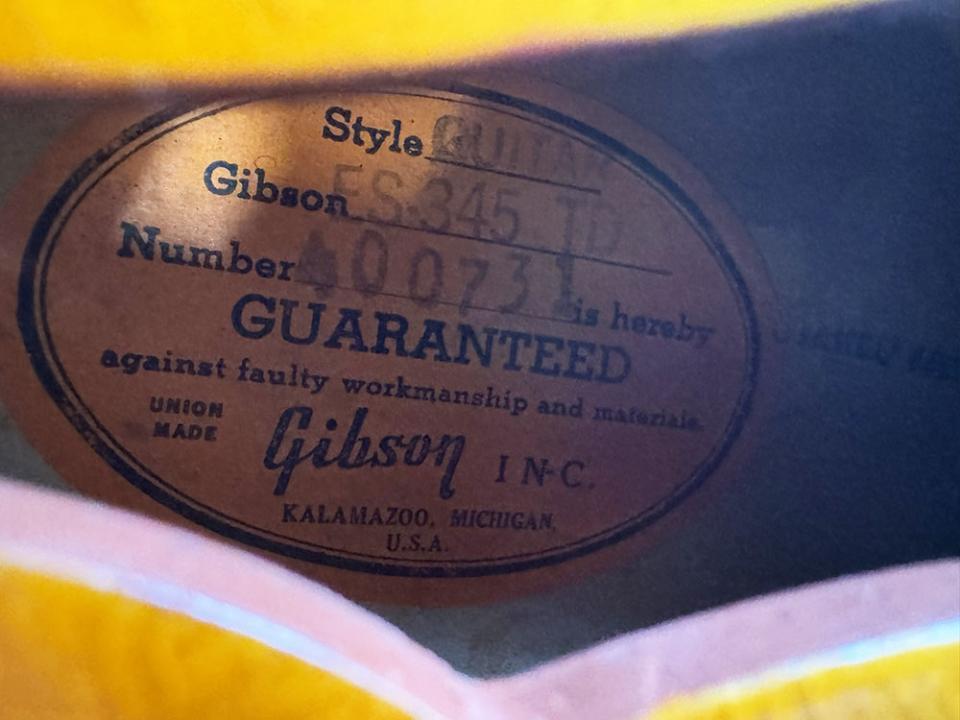 Style GUITAR
Gibson ES.345 TD
Number 00731 is hereby
GUARANTEED
against faulty workmanship and materials.
UNION
MADE
Gibson INC.
KALAMAZOO, MICHIGAN,
U.S.A.